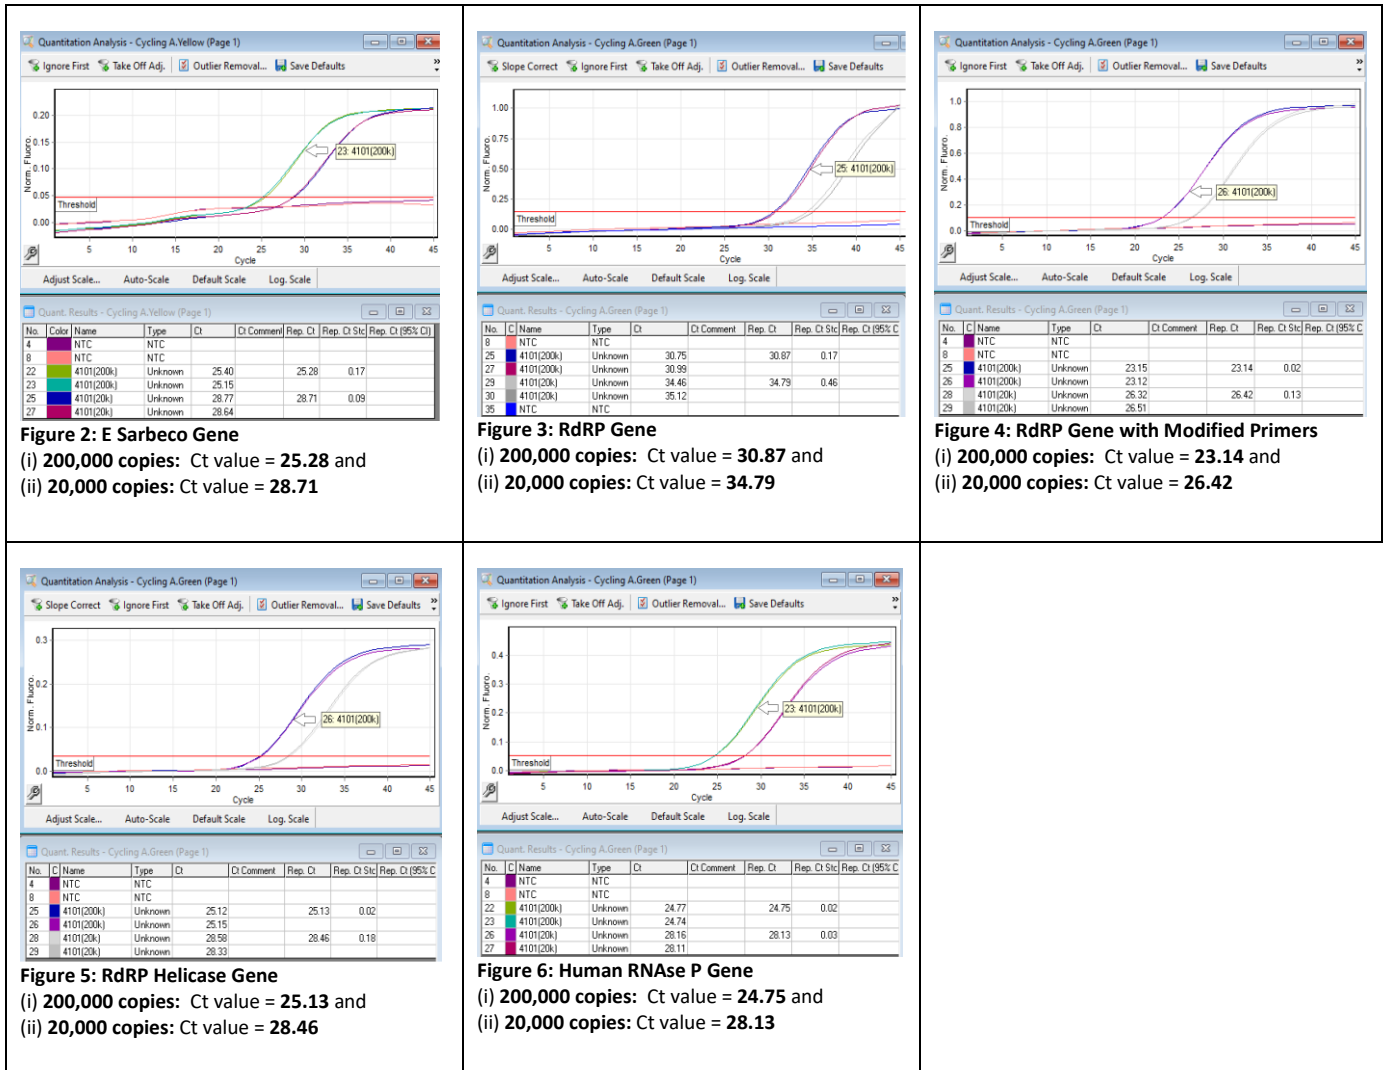 Quantitation Analysis - Cycling A.Yellow (Page 1)
Ignore First Take Off Adj. Outlier Removal... Save Defaults »
Norm. Fluoro.
0.20
0.15
0.10
0.05
0.00
23: 4101(200k)
Threshold
5 10 15 20 25 30 35 40 45
Cycle
Adjust Scale... Auto-Scale Default Scale Log. Scale
Quant. Results - Cycling A.Yellow (Page 1)
No. Color Name Type Ct Ct Comment Rep. Ct Rep. Ct Stc Rep. Ct (95% CI)
4 NTC NTC
8 NTC NTC
22 4101(200k) Unknown 25.40 25.28 0.17
23 4101(200k) Unknown 25.15
25 4101(20k) Unknown 28.77 28.71 0.09
27 4101(20k) Unknown 28.64
Figure 2: E Sarbeco Gene
(i) 200,000 copies: Ct value = 25.28 and
(ii) 20,000 copies: Ct value = 28.71
Quantitation Analysis - Cycling A.Green (Page 1)
Slope Correct Ignore First Take Off Adj. Outlier Removal... Save Defaults
Norm. Fluoro.
1.00
0.75
0.50
0.25
0.00
25: 4101(200k)
Threshold
5 10 15 20 25 30 35 40 45
Cycle
Adjust Scale... Auto-Scale Default Scale Log. Scale
Quant. Results - Cycling A.Green (Page 1)
No. C Name Type Ct Ct Comment Rep. Ct Rep. Ct Stc Rep. Ct (95% C
8 NTC NTC
25 4101(200k) Unknown 30.75 30.87 0.17
27 4101(200k) Unknown 30.99
29 4101(20k) Unknown 34.46 34.79 0.46
30 4101(20k) Unknown 35.12
35 NTC NTC
Figure 3: RdRP Gene
(i) 200,000 copies: Ct value = 30.87 and
(ii) 20,000 copies: Ct value = 34.79
Quantitation Analysis - Cycling A.Green (Page 1)
Ignore First Take Off Adj. Outlier Removal... Save Defaults »
Norm. Fluoro.
1.0
0.8
0.6
0.4
0.2
0.0
26: 4101(200k)
Threshold
5 10 15 20 25 30 35 40 45
Cycle
Adjust Scale... Auto-Scale Default Scale Log. Scale
Quant. Results - Cycling A.Green (Page 1)
No. C Name Type Ct Ct Comment Rep. Ct Rep. Ct Stc Rep. Ct (95% C
4 NTC NTC
8 NTC NTC
25 4101(200k) Unknown 23.15 23.14 0.02
26 4101(200k) Unknown 23.12
28 4101(20k) Unknown 26.32 26.42 0.13
29 4101(20k) Unknown 26.51
Figure 4: RdRP Gene with Modified Primers
(i) 200,000 copies: Ct value = 23.14 and
(ii) 20,000 copies: Ct value = 26.42
Quantitation Analysis - Cycling A.Green (Page 1)
Slope Correct Ignore First Take Off Adj. Outlier Removal... Save Defaults »
Norm. Fluoro.
0.3
0.2
0.1
0.0
26: 4101(200k)
Threshold
5 10 15 20 25 30 35 40 45
Cycle
Adjust Scale... Auto-Scale Default Scale Log. Scale
Quant. Results - Cycling A.Green (Page 1)
No. C Name Type Ct Ct Comment Rep. Ct Rep. Ct Stc Rep. Ct (95% C
4 NTC NTC
8 NTC NTC
25 4101(200k) Unknown 25.12 25.13 0.02
26 4101(200k) Unknown 25.15
28 4101(20k) Unknown 28.58 28.46 0.18
29 4101(20k) Unknown 28.33
Figure 5: RdRP Helicase Gene
(i) 200,000 copies: Ct value = 25.13 and
(ii) 20,000 copies: Ct value = 28.46
Quantitation Analysis - Cycling A.Green (Page 1)
Ignore First Take Off Adj. Outlier Removal... Save Defaults »
Norm. Fluoro.
0.4
0.3
0.2
0.1
0.0
23: 4101(200k)
Threshold
5 10 15 20 25 30 35 40 45
Cycle
Adjust Scale... Auto-Scale Default Scale Log. Scale
Quant. Results - Cycling A.Green (Page 1)
No. C Name Type Ct Ct Comment Rep. Ct Rep. Ct Stc Rep. Ct (95% C
4 NTC NTC
8 NTC NTC
22 4101(200k) Unknown 24.77 24.75 0.02
23 4101(200k) Unknown 24.74
26 4101(20k) Unknown 28.16 28.13 0.03
27 4101(20k) Unknown 28.11
Figure 6: Human RNAse P Gene
(i) 200,000 copies: Ct value = 24.75 and
(ii) 20,000 copies: Ct value = 28.13